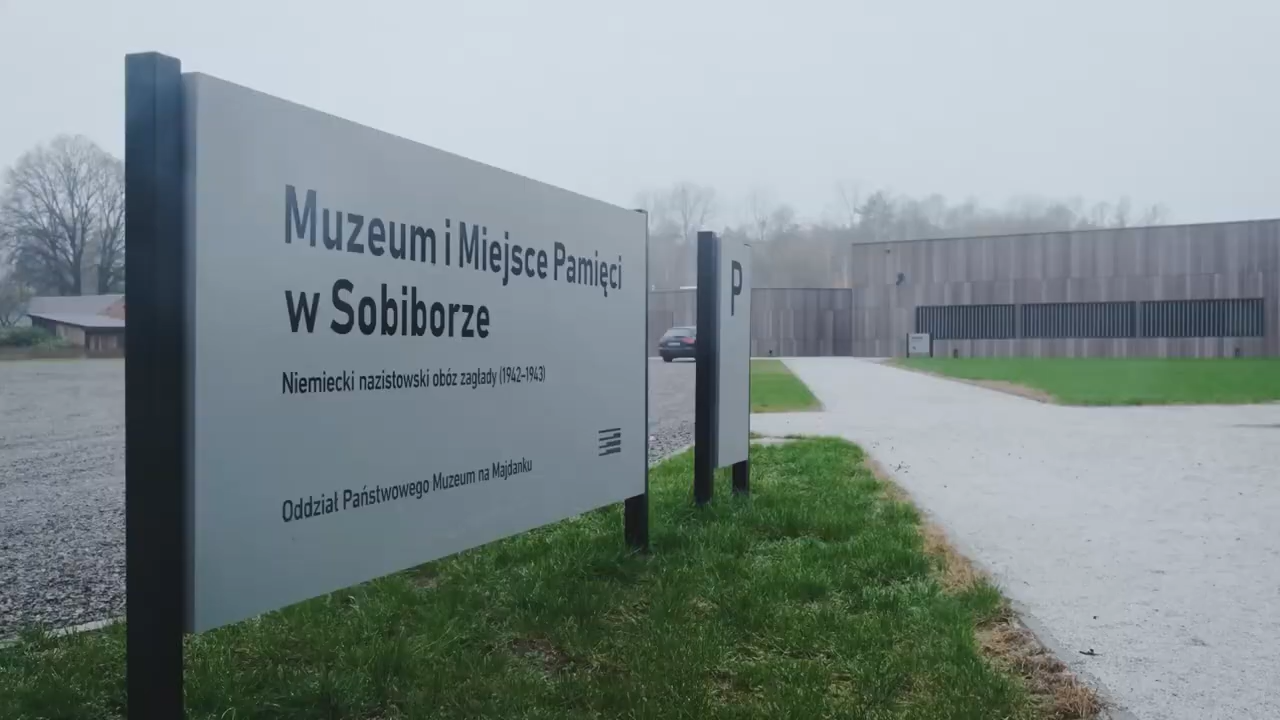 Muzeum i Miejsce Pamięci
w Sobiborze
Niemiecki nazistowski obóz zagłady (1942–1943)
Oddział Państwowego Muzeum na Majdanku
P